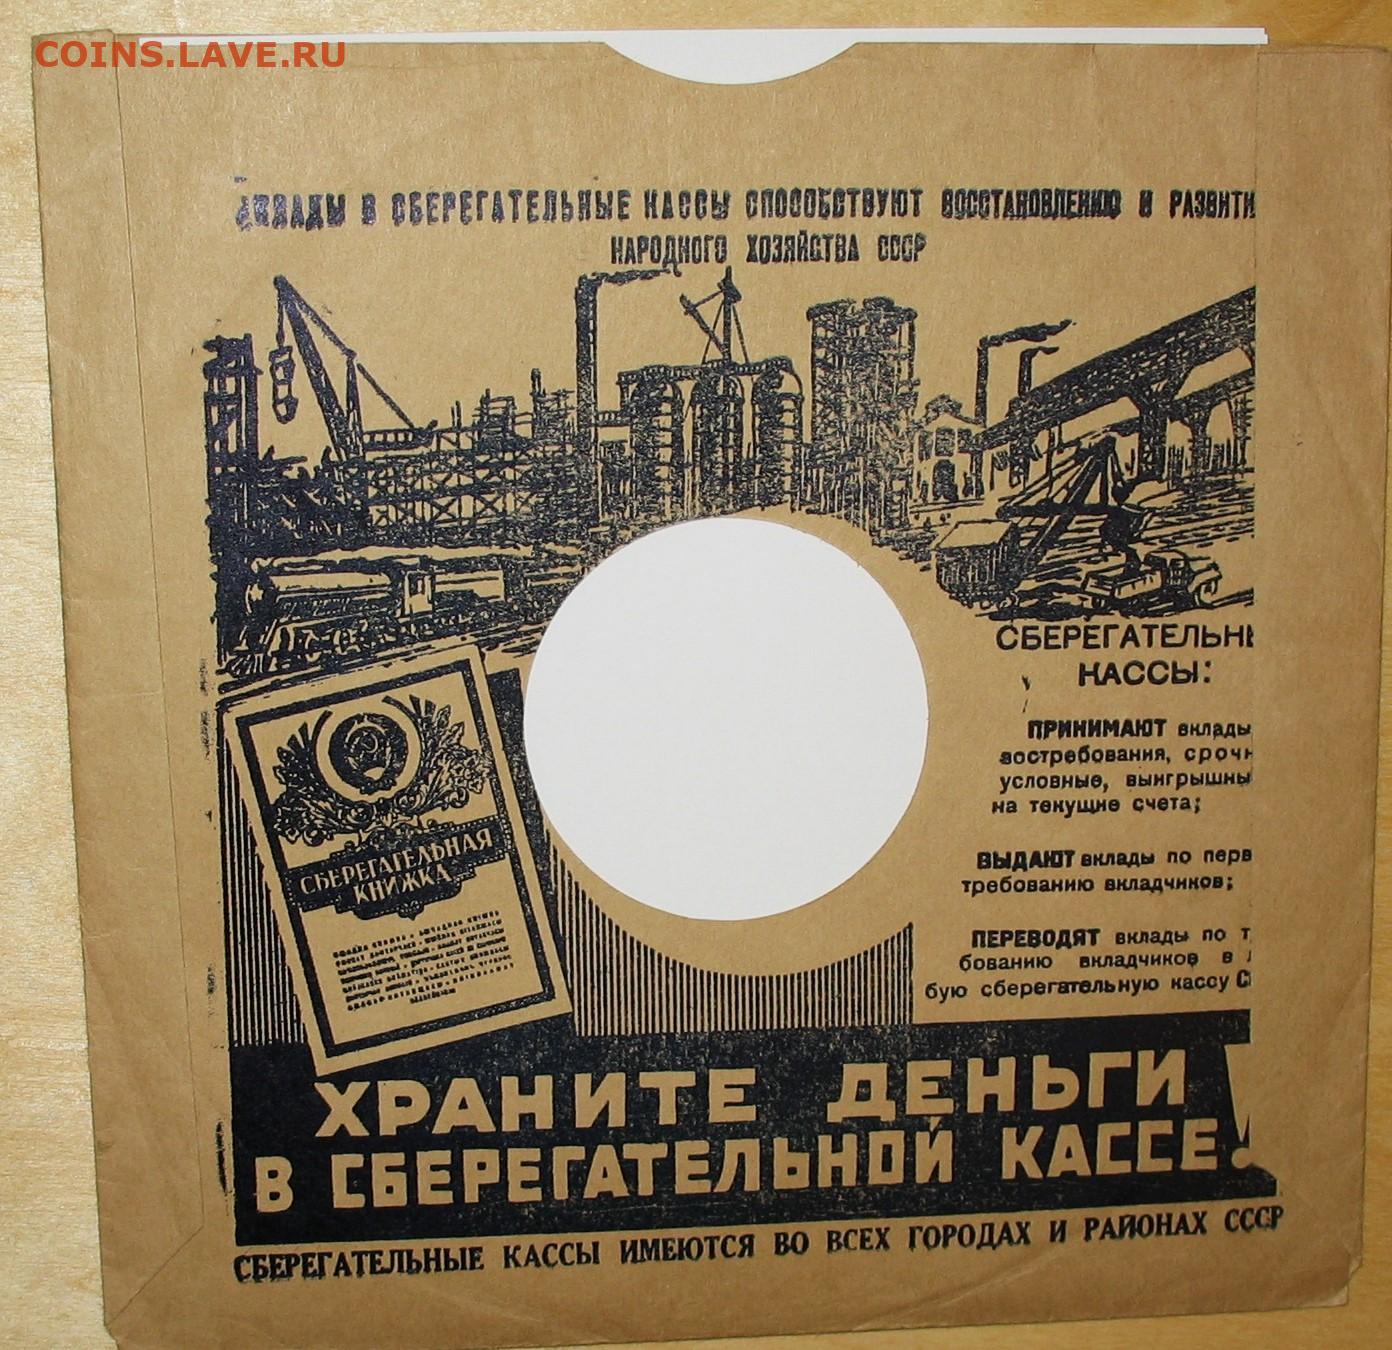 COINS.LAVE.RU
ВКЛАДЫ В СБЕРЕГАТЕЛЬНЫЕ КАССЫ СПОСОБСТВУЮТ ВОССТАНОВЛЕНИЮ И РАЗВИТИ
НАРОДНОГО ХОЗЯЙСТВА СССР
СБЕРЕГАТЕЛЬНЫ
КАССЫ:
ПРИНИМАЮТ вклады
востребования, срочн
условные, выигрышны
на текущие счета;
ВЫДАЮТ вклады по перв
требованию вкладчиков;
ПЕРЕВОДЯТ вклады по т
бованию вкладчиков в л
бую сберегательную кассу С
СБЕРЕГАТЕЛЬНАЯ
КНИЖКА
ХРАНИТЕ ДЕНЬГИ
В СБЕРЕГАТЕЛЬНОЙ КАССЕ!
СБЕРЕГАТЕЛЬНЫЕ КАССЫ ИМЕЮТСЯ ВО ВСЕХ ГОРОДАХ И РАЙОНАХ СССР